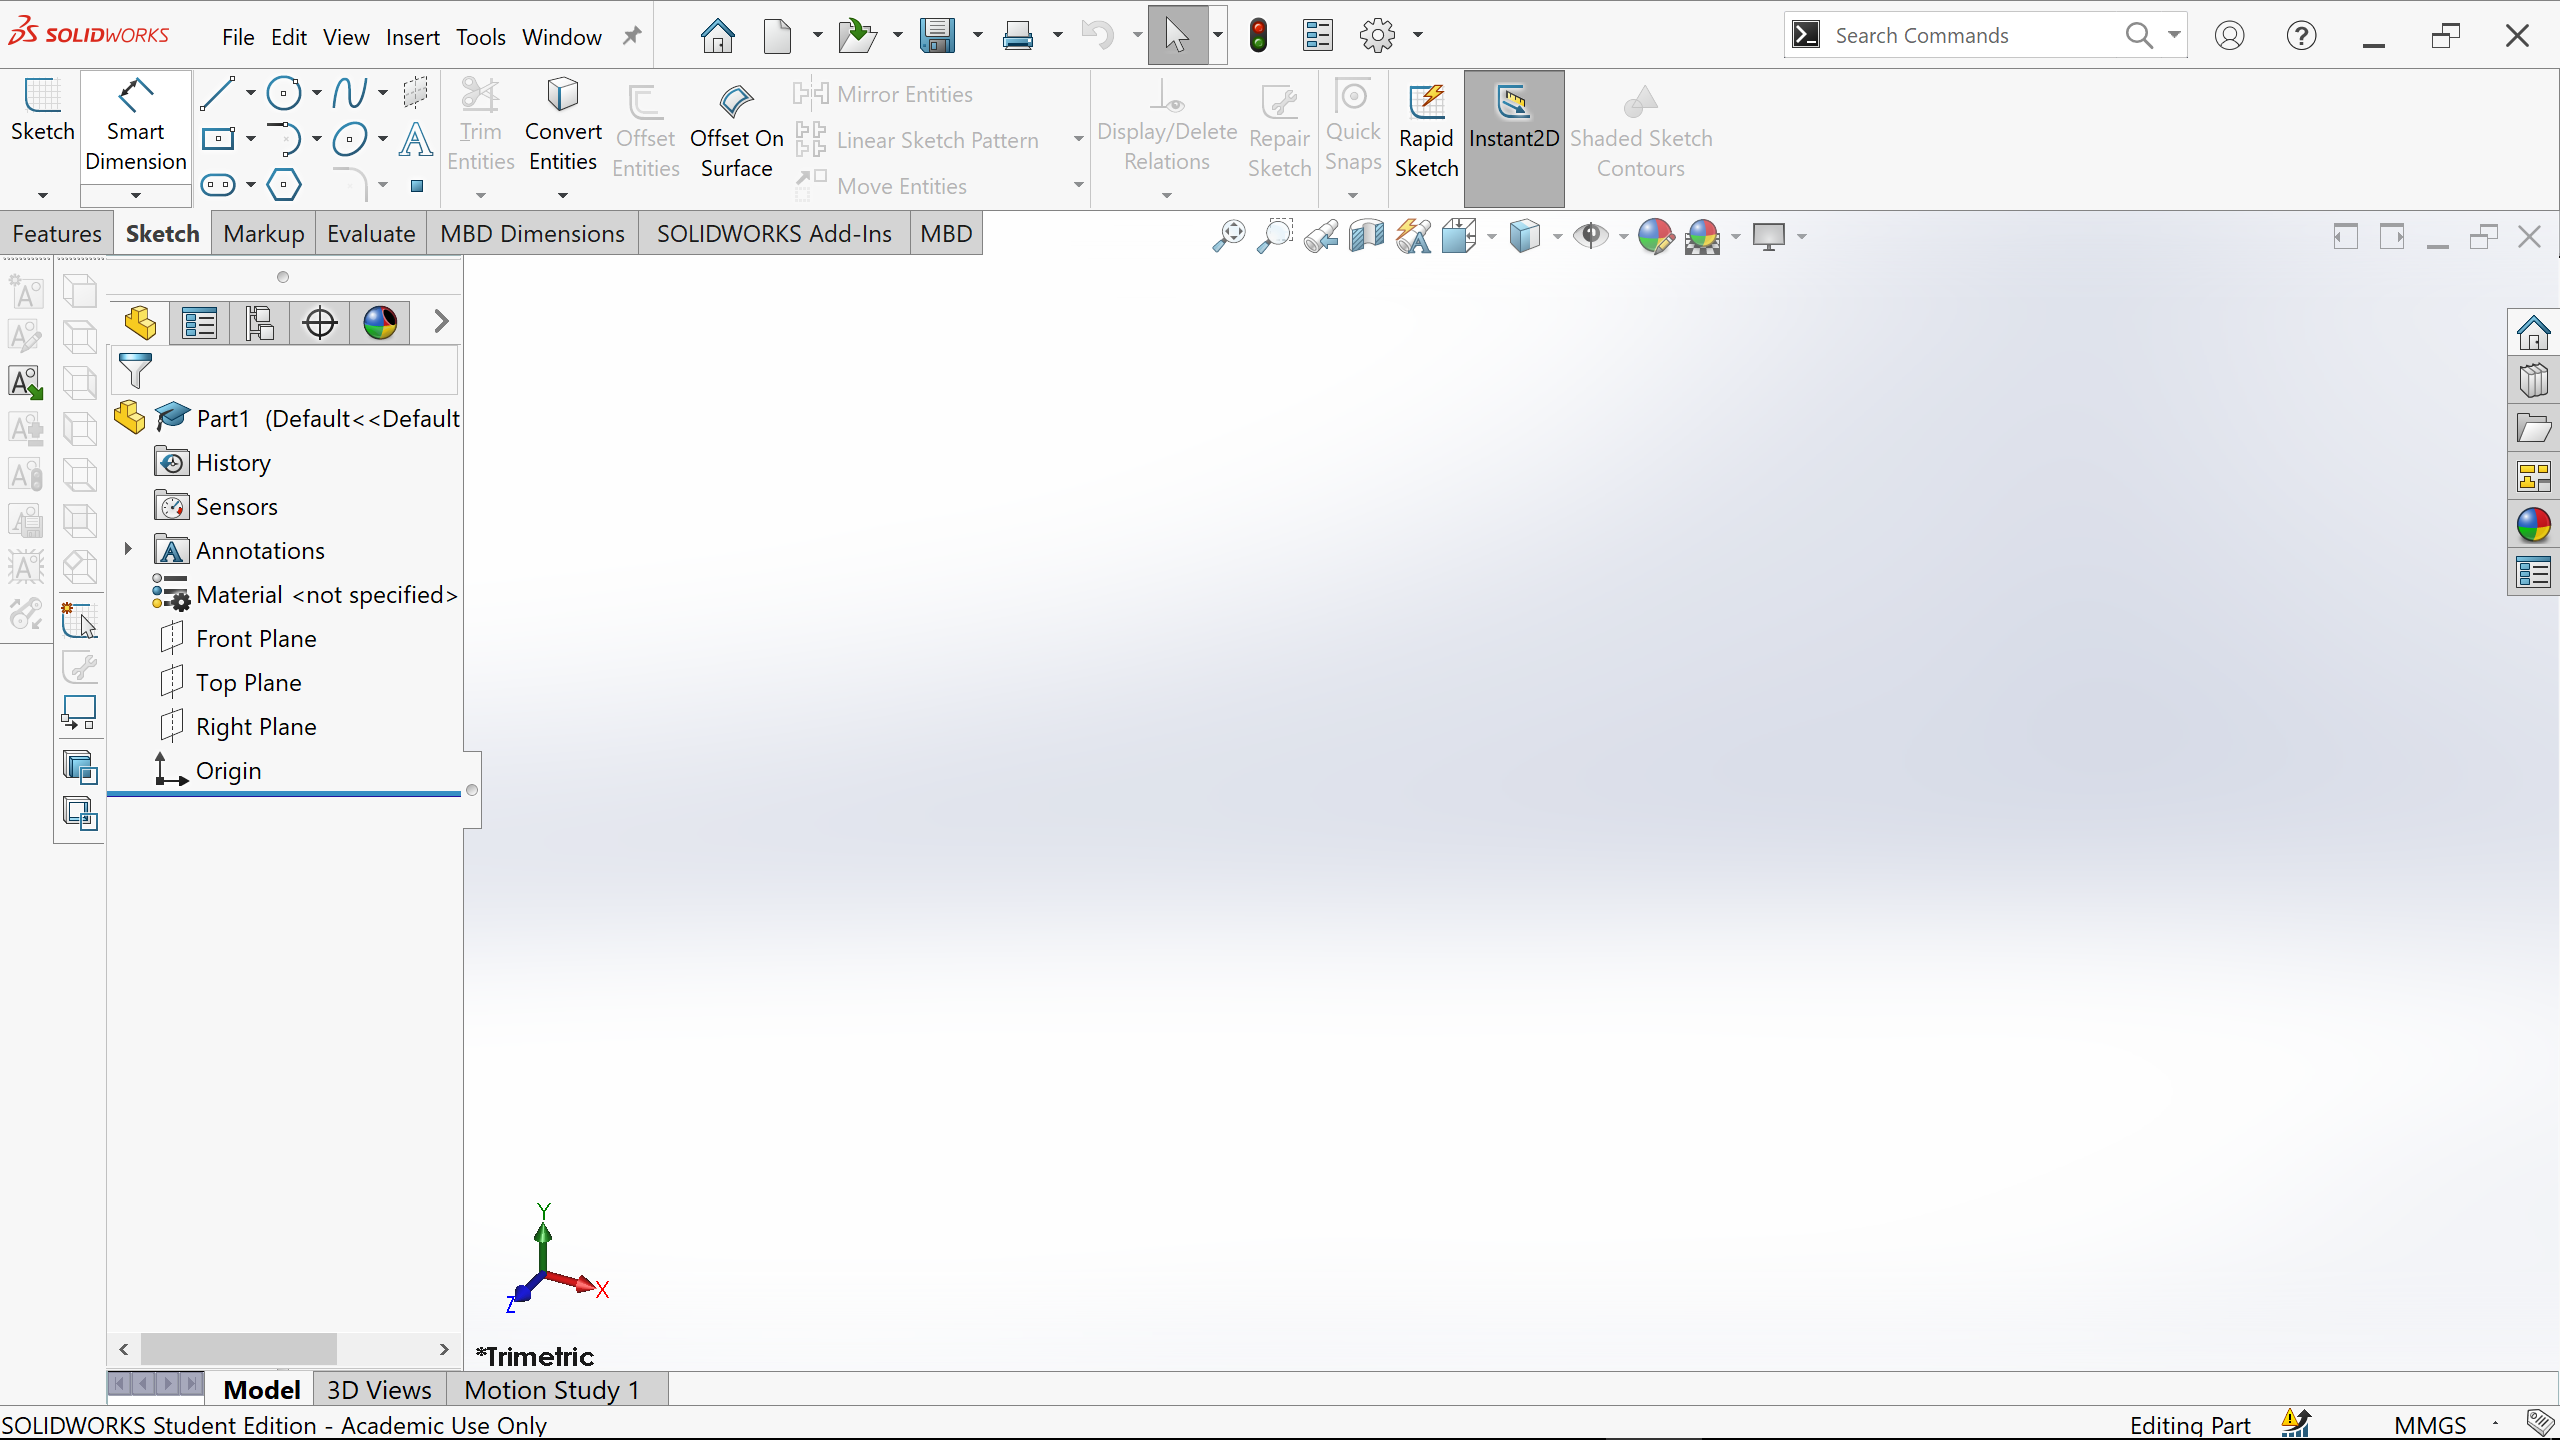 SOLIDWORKS File Edit View Insert Tools Window Search Commands
Sketch Smart Dimension Trim Entities Convert Entities Offset Entities Offset On Surface Mirror Entities Linear Sketch Pattern Move Entities Display/Delete Relations Repair Sketch Quick Snaps Rapid Sketch Instant2D Shaded Sketch Contours
Features Sketch Markup Evaluate MBD Dimensions SOLIDWORKS Add-Ins MBD
Part1 (Default<<Default
History
Sensors
Annotations
Material <not specified>
Front Plane
Top Plane
Right Plane
Origin
Y
X
Z
*Trimetric
Model 3D Views Motion Study 1
SOLIDWORKS Student Edition - Academic Use Only Editing Part MMGS